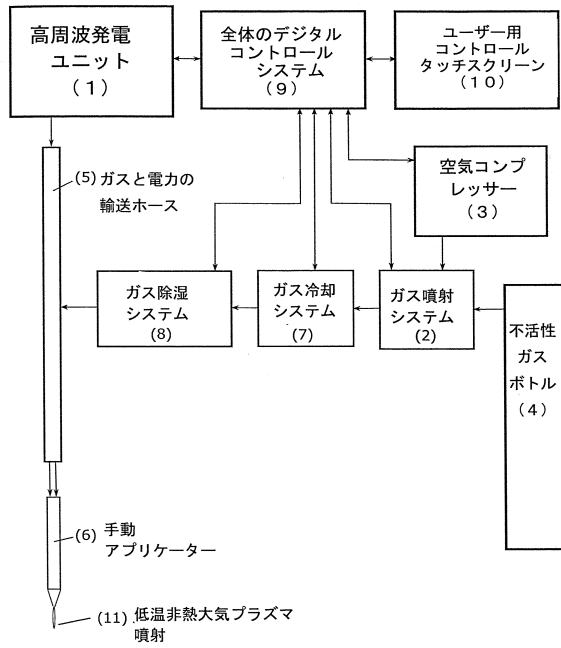 高周波発電
ユニット
(1)
全体のデジタル
コントロール
システム
(9)
ユーザー用
コントロール
タッチスクリーン
(10)
(5) ガスと電力の
輸送ホース
空気コンプ
レッサー
(3)
ガス除湿
システム
(8)
ガス冷却
システム
(7)
ガス噴射
システム
(2)
不活性
ガス
ボトル
(4)
(6) 手動
アプリケーター
(11) 低温非熱大気プラズマ
噴射